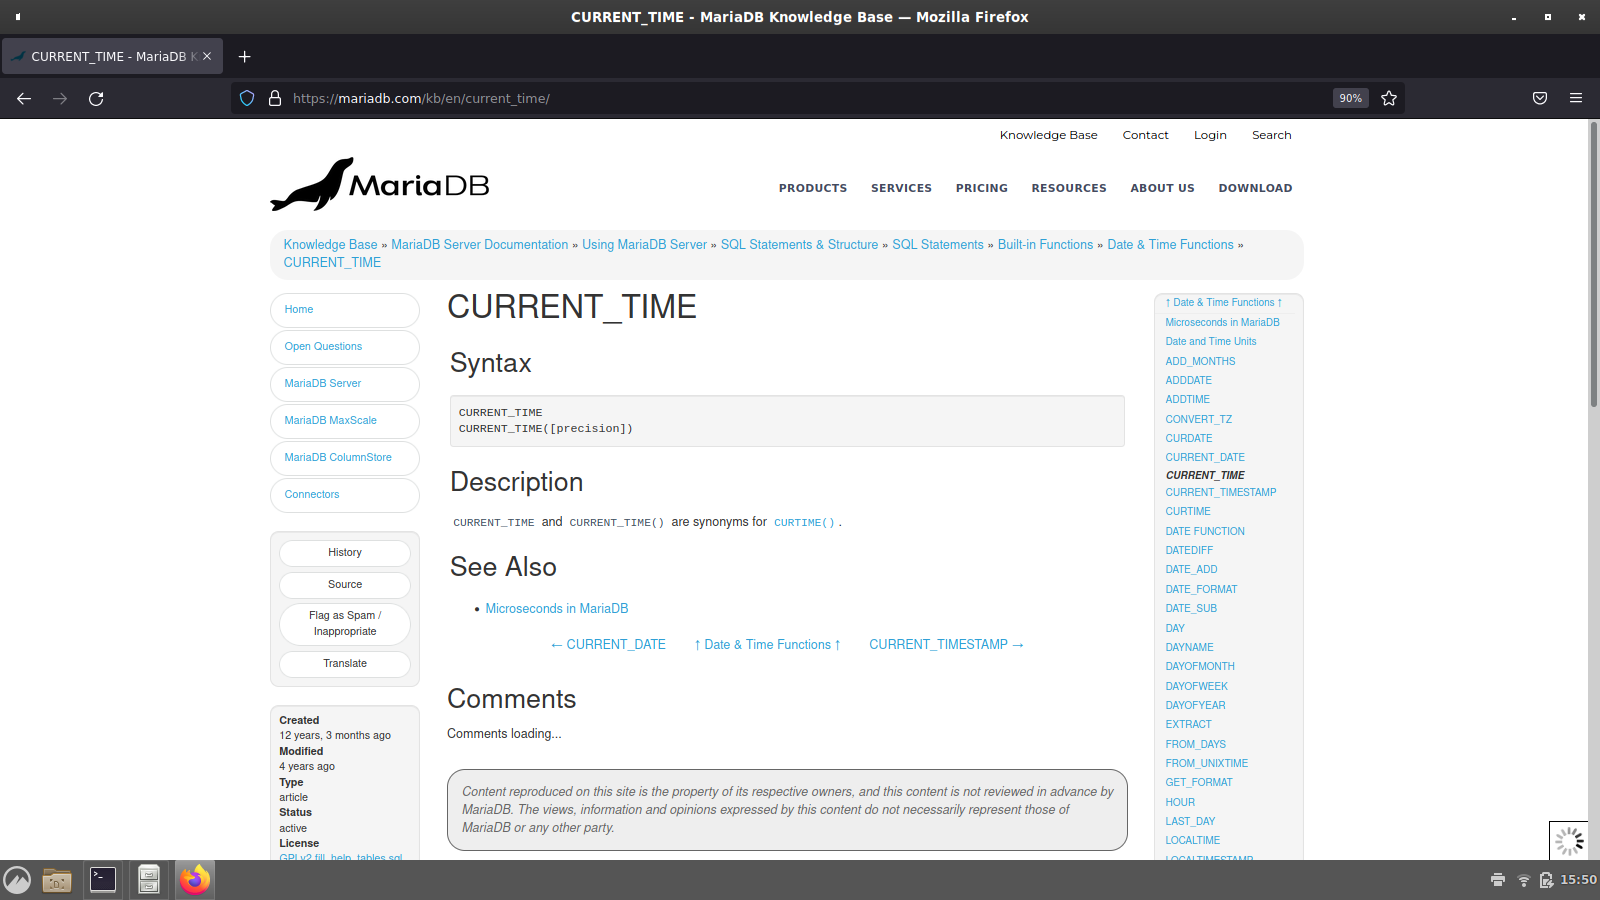 CURRENT_TIME - MariaDB Knowledge Base — Mozilla Firefox
CURRENT_TIME - MariaDB K
https://mariadb.com/kb/en/current_time/
90%
Knowledge Base Contact Login Search
MariaDB
PRODUCTS SERVICES PRICING RESOURCES ABOUT US DOWNLOAD
Knowledge Base » MariaDB Server Documentation » Using MariaDB Server » SQL Statements & Structure » SQL Statements » Built-in Functions » Date & Time Functions »
CURRENT_TIME
Home
Open Questions
MariaDB Server
MariaDB MaxScale
MariaDB ColumnStore
Connectors
History
Source
Flag as Spam /
Inappropriate
Translate
Created
12 years, 3 months ago
Modified
4 years ago
Type
article
Status
active
License
GPLv2 fill_help_tables.sql
CURRENT_TIME
Syntax
CURRENT_TIME
CURRENT_TIME([precision])
Description
CURRENT_TIME and CURRENT_TIME() are synonyms for CURTIME() .
See Also
• Microseconds in MariaDB
← CURRENT_DATE ↑ Date & Time Functions ↑ CURRENT_TIMESTAMP →
Comments
Comments loading...
Content reproduced on this site is the property of its respective owners, and this content is not reviewed in advance by
MariaDB. The views, information and opinions expressed by this content do not necessarily represent those of
MariaDB or any other party.
↑ Date & Time Functions ↑
Microseconds in MariaDB
Date and Time Units
ADD_MONTHS
ADDDATE
ADDTIME
CONVERT_TZ
CURDATE
CURRENT_DATE
CURRENT_TIME
CURRENT_TIMESTAMP
CURTIME
DATE FUNCTION
DATEDIFF
DATE_ADD
DATE_FORMAT
DATE_SUB
DAY
DAYNAME
DAYOFMONTH
DAYOFWEEK
DAYOFYEAR
EXTRACT
FROM_DAYS
FROM_UNIXTIME
GET_FORMAT
HOUR
LAST_DAY
LOCALTIME
LOCALTIMESTAMP
15:50